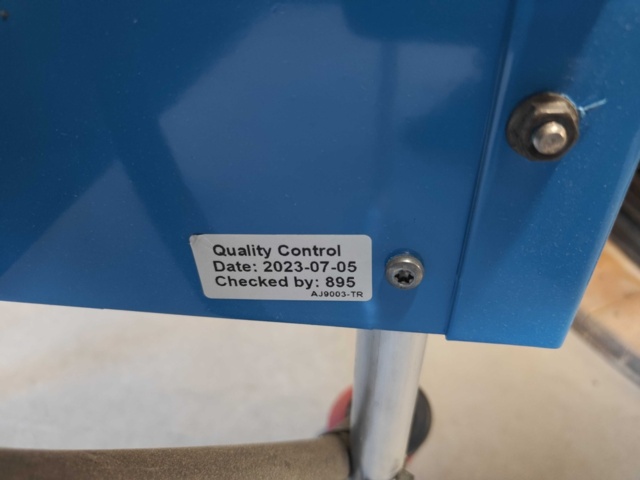 Quality Control
Date: 2023-07-05
Checked by: 895
AJ9003-TR